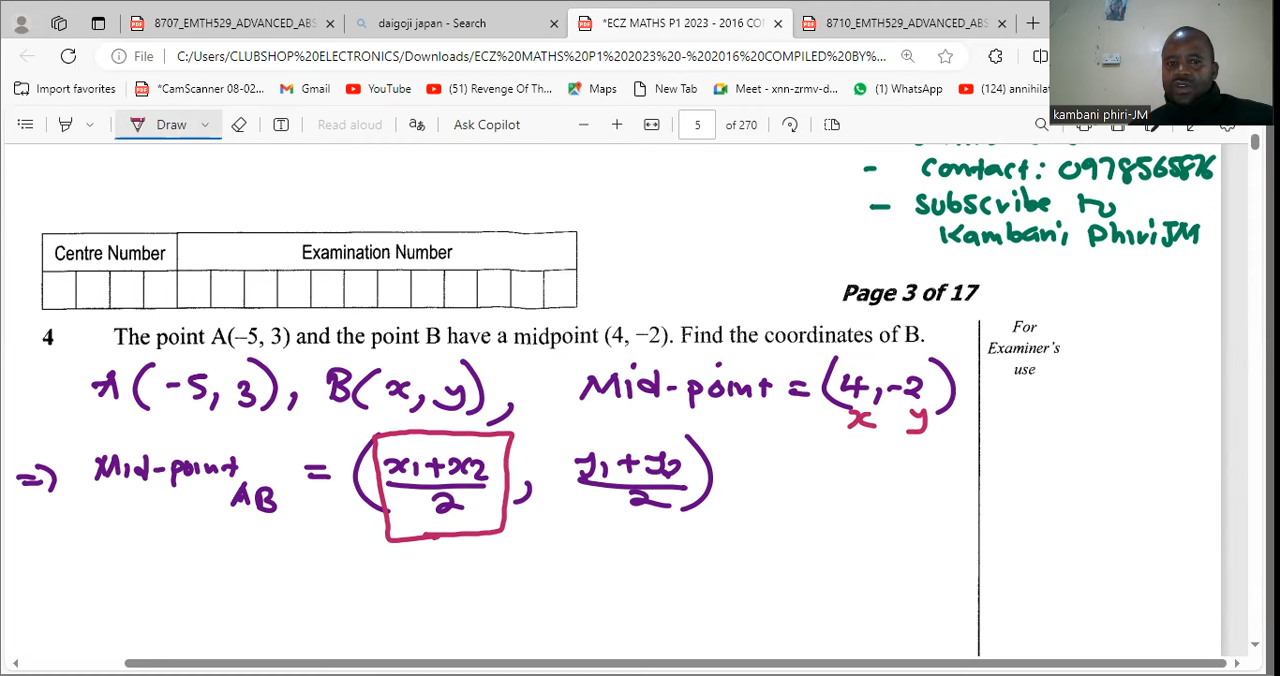 8707_EMTH529_ADVANCED_ABS
daigoji japan - Search
*ECZ MATHS P1 2023 - 2016 CON
8710_EMTH529_ADVANCED_ABS
File
C:/Users/CLUBSHOP%20ELECTRONICS/Downloads/ECZ%20MATHS%20P1%202023%20-%202016%20COMPILED%20BY%...
Import favorites
*CamScanner 08-02...
Gmail
YouTube
(51) Revenge Of Th...
Maps
New Tab
Meet - xnn-zrmv-d...
(1) WhatsApp
(124) annihilat
kambani phiri-JM
Draw
Read aloud
Ask Copilot
5
of 270
- Contact: 0978565876
- Subscribe to
Kambani PhiriJM
Centre Number
Examination Number
Page 3 of 17
4 The point A(–5, 3) and the point B have a midpoint (4, −2). Find the coordinates of B.
For
Examiner's
use
A(-5, 3), B(x, y), Mid-point = (4, -2)
x y
=> Mid-point AB = (x1+x2/2, y1+y2/2)